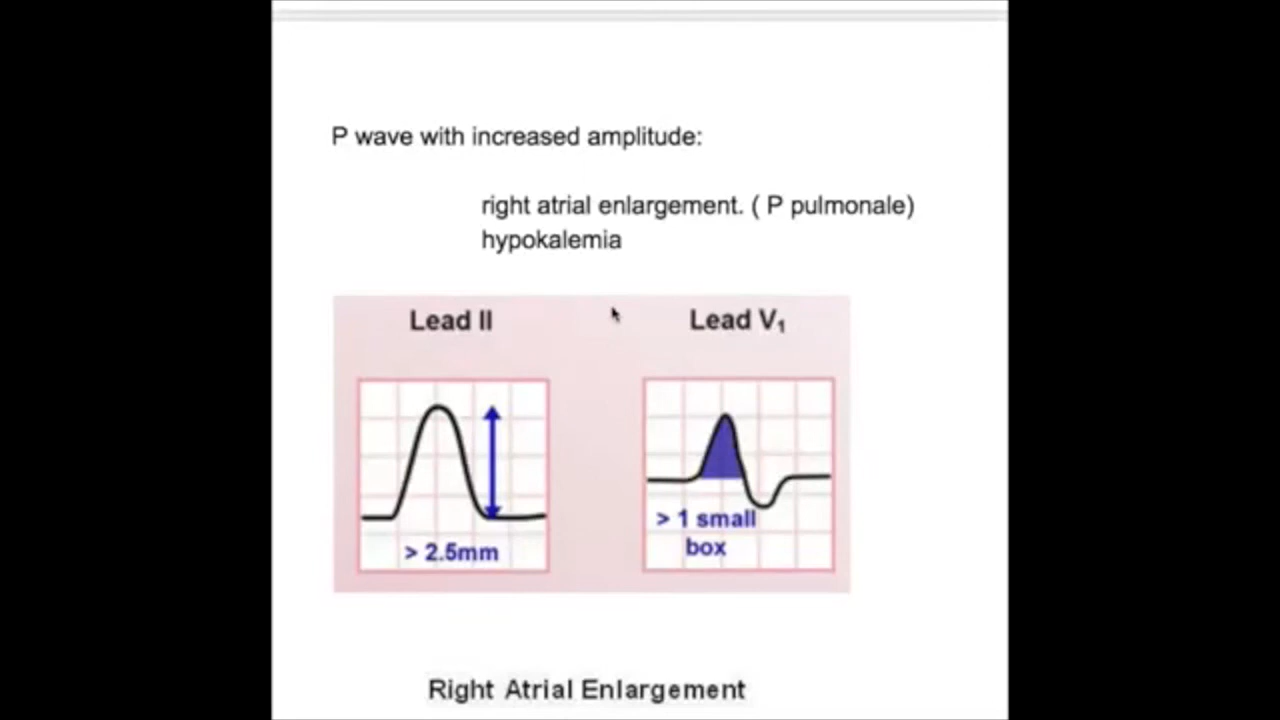 P wave with increased amplitude:
right atrial enlargement. ( P pulmonale)
hypokalemia
Lead II
Lead V₁
> 2.5mm
> 1 small
box
Right Atrial Enlargement